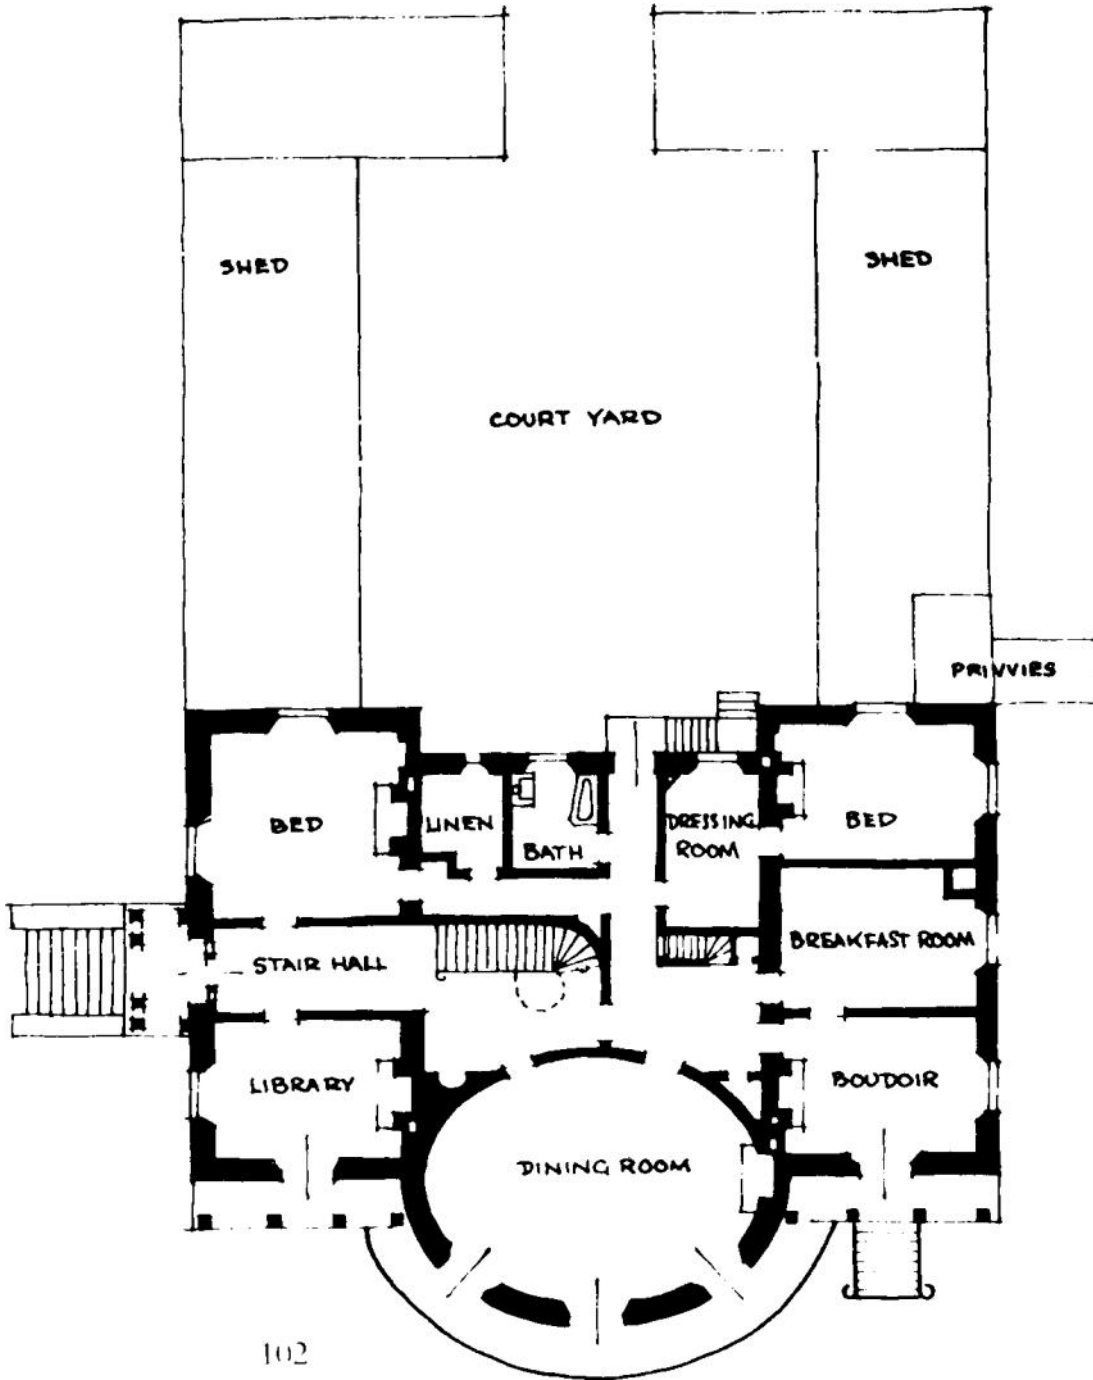 SHED
SHED
COURT YARD
PRIVVIES
BED
LINEN
BATH
DRESSING
ROOM
BED
STAIR HALL
BREAKFAST ROOM
LIBRARY
BOUDOIR
DINING ROOM
102